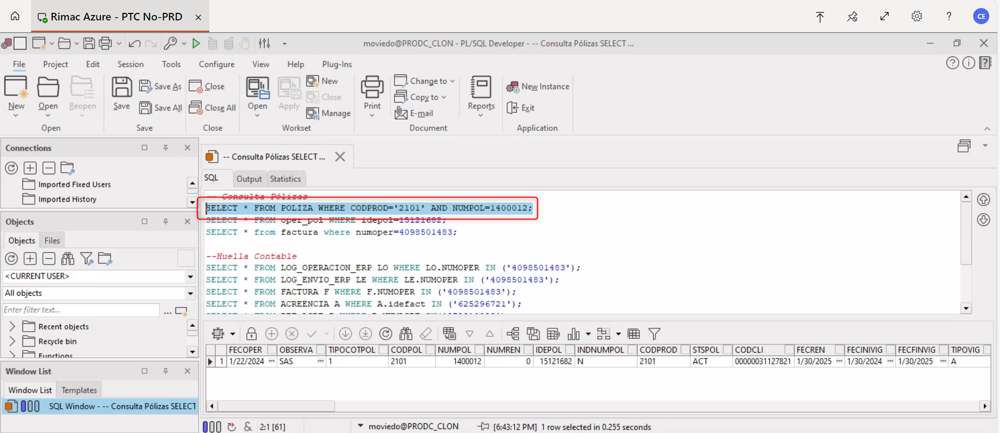 Rimac Azure - PTC No-PRD
CE
moviedo@PRODC_CLON - PL/SQL Developer - -- Consulta Pólizas SELECT ...
File Project Edit Session Tools Configure View Help Plug-Ins
New Open Reopen
Open
Save Save As Save All
Save
Close Close All
Close
Open Apply New Close Manage
Workset
Print Change to Copy to E-mail
Document
Reports
New Instance Exit
Application
Connections
Imported Fixed Users
Imported History
Objects
Objects Files
<CURRENT USER>
All objects
Enter filter text...
Recent objects
Recycle bin
Functions
Window List
Window List Templates
SQL Window - -- Consulta Pólizas SELECT
-- Consulta Pólizas SELECT ...
SQL Output Statistics
-- Consulta Pólizas
SELECT * FROM POLIZA WHERE CODPROD='2101' AND NUMPOL=1400012;
SELECT * FROM oper_pol WHERE idepol=15121682;
SELECT * from factura where numoper=4098501483;
--Huella Contable
SELECT * FROM LOG_OPERACION_ERP LO WHERE LO.NUMOPER IN ('4098501483');
SELECT * FROM LOG_ENVIO_ERP LE WHERE LE.NUMOPER IN ('4098501483');
SELECT * FROM FACTURA F WHERE F.NUMOPER IN ('4098501483');
SELECT * FROM ACREENCIA A WHERE A.idefact IN ('625296721');
FECOPER OBSERVA TIPOCOTPOL CODPOL NUMPOL NUMREN IDEPOL INDNUMPOL CODPROD STSPOL CODCLI FECREN FECINIVIG FECFINVIG TIPOVIG
1 1/22/2024 ... SAS ... 1 2101 1400012 0 15121682 N 2101 ACT 00000031127821 1/30/2025 ... 1/30/2024 ... 1/30/2025 ... A
2:1 [61] moviedo@PRODC_CLON [6:43:12 PM] 1 row selected in 0.255 seconds